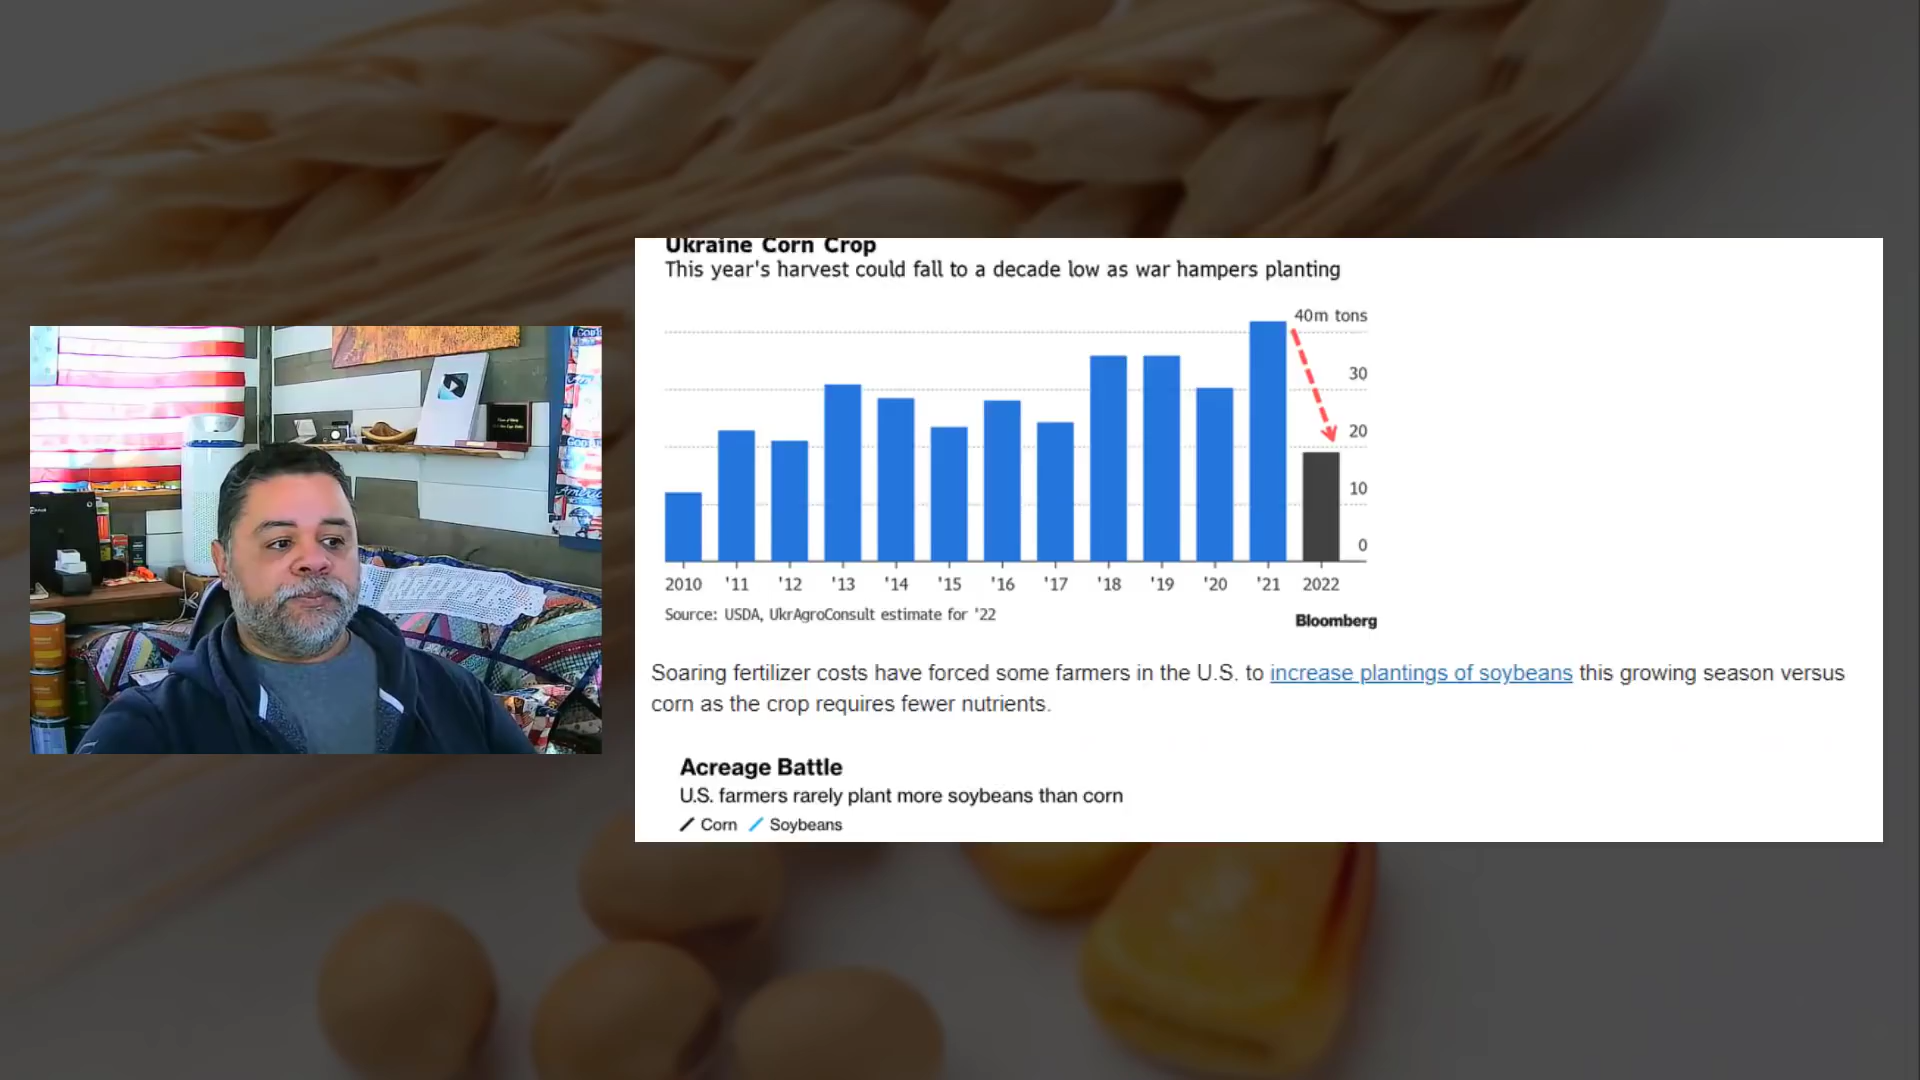 Ukraine Corn Crop
This year's harvest could fall to a decade low as war hampers planting
40m tons
30
20
10
0
2010 '11 '12 '13 '14 '15 '16 '17 '18 '19 '20 '21 2022
Source: USDA, UkrAgroConsult estimate for '22
Bloomberg
Soaring fertilizer costs have forced some farmers in the U.S. to increase plantings of soybeans this growing season versus
corn as the crop requires fewer nutrients.
Acreage Battle
U.S. farmers rarely plant more soybeans than corn
Corn Soybeans